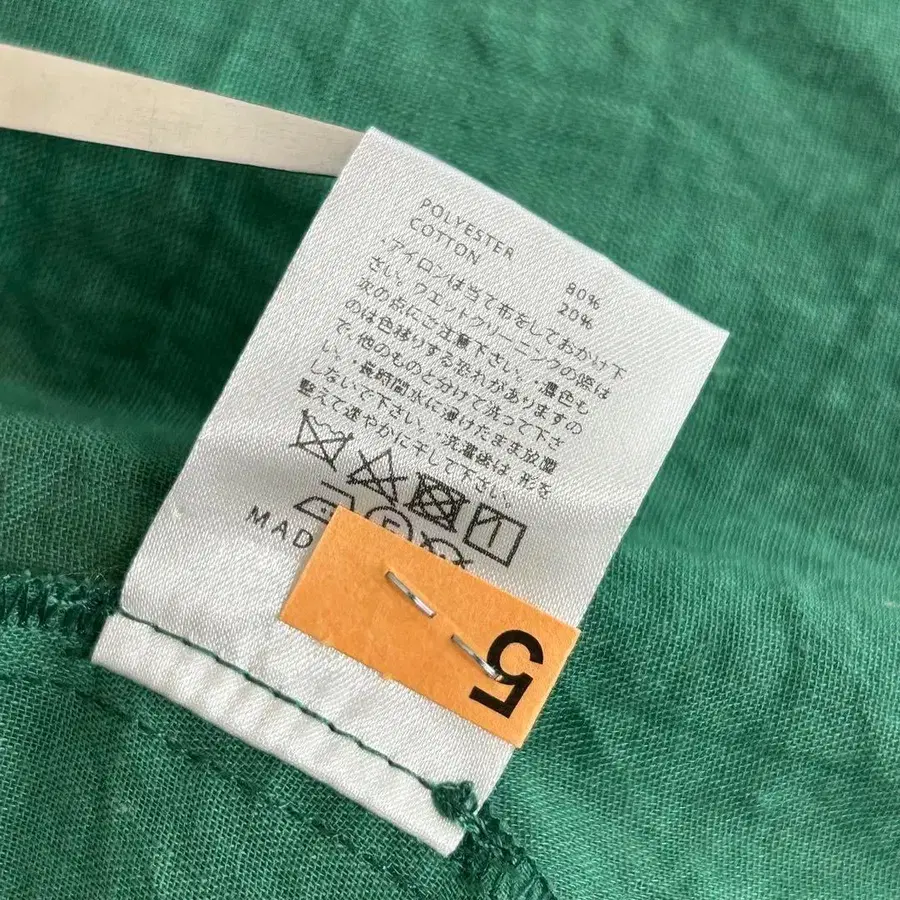 POLYESTER 80%
COTTON 20%
・アイロンは当て布をしておかけ下
さい。ウエットクリーニングの際は
次の点にご注意下さい。・濃色も
のは色移りする恐れがありますの
で、他のものと分けて洗って下さ
い。・長時間水に浸けたまま放置
しないで下さい。・洗濯後は、形を
整えて速やかに干して下さい。
MAD
5